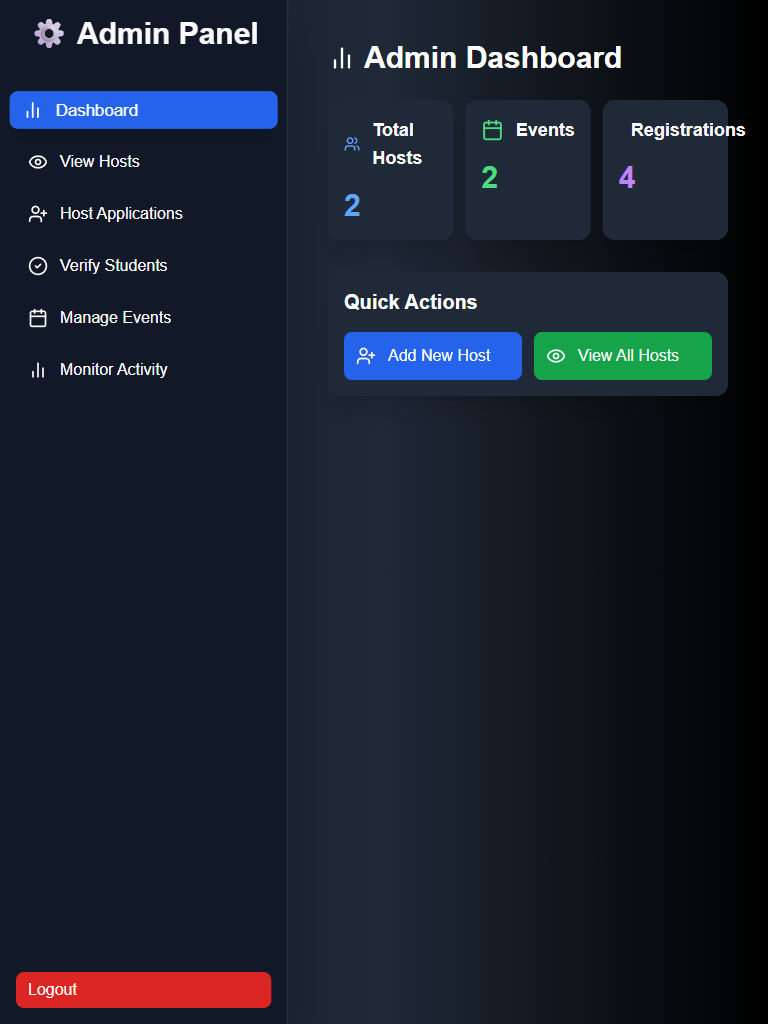 Admin Panel
Dashboard
View Hosts
Host Applications
Verify Students
Manage Events
Monitor Activity
Logout
Admin Dashboard
Total
Hosts
2
Events
2
Registrations
4
Quick Actions
Add New Host
View All Hosts